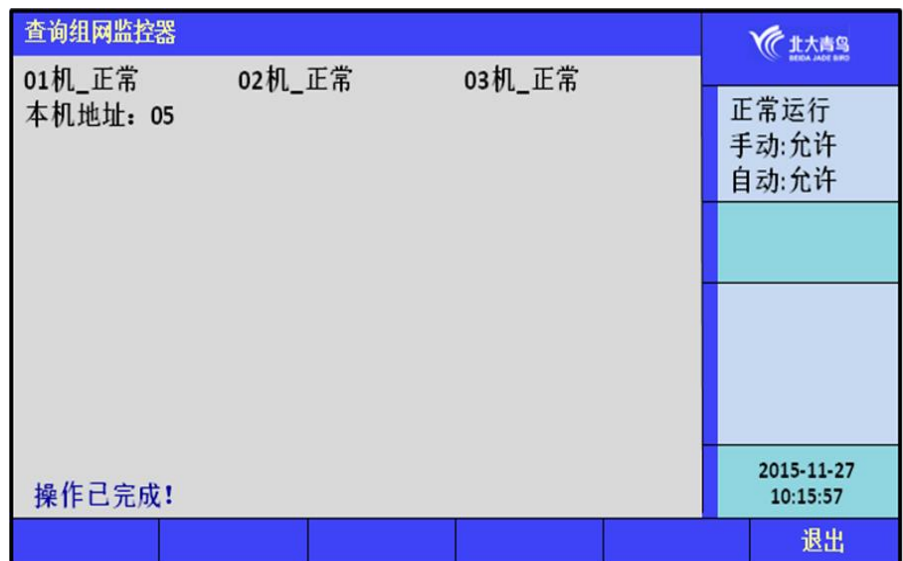 查询组网监控器
北大青鸟
BEIDA JADE BIRD
01机_正常 02机_正常 03机_正常
本机地址：05
正常运行
手动:允许
自动:允许
操作已完成！
2015-11-27
10:15:57
退出